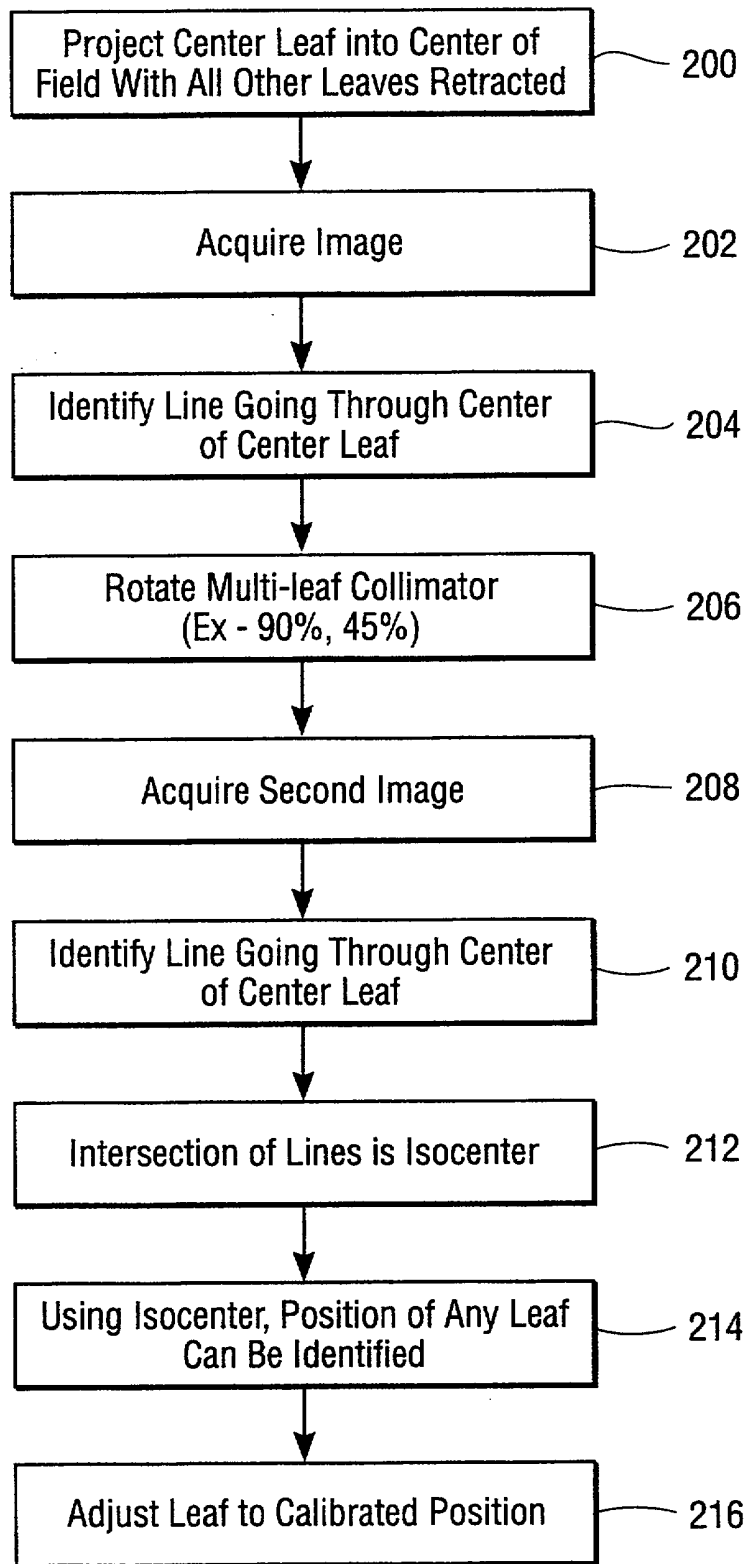 Project Center Leaf into Center of
Field With All Other Leaves Retracted
200
Acquire Image
202
Identify Line Going Through Center
of Center Leaf
204
Rotate Multi-leaf Collimator
(Ex - 90%, 45%)
206
Acquire Second Image
208
Identify Line Going Through Center
of Center Leaf
210
Intersection of Lines is Isocenter
212
Using Isocenter, Position of Any Leaf
Can Be Identified
214
Adjust Leaf to Calibrated Position
216